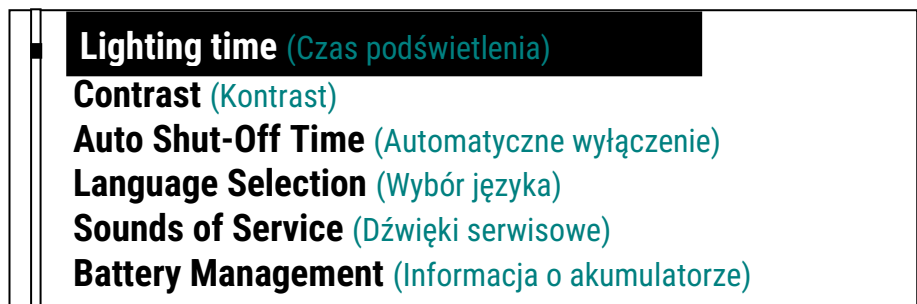 Lighting time (Czas podświetlenia)
Contrast (Kontrast)
Auto Shut-Off Time (Automatyczne wyłączenie)
Language Selection (Wybór języka)
Sounds of Service (Dźwięki serwisowe)
Battery Management (Informacja o akumulatorze)